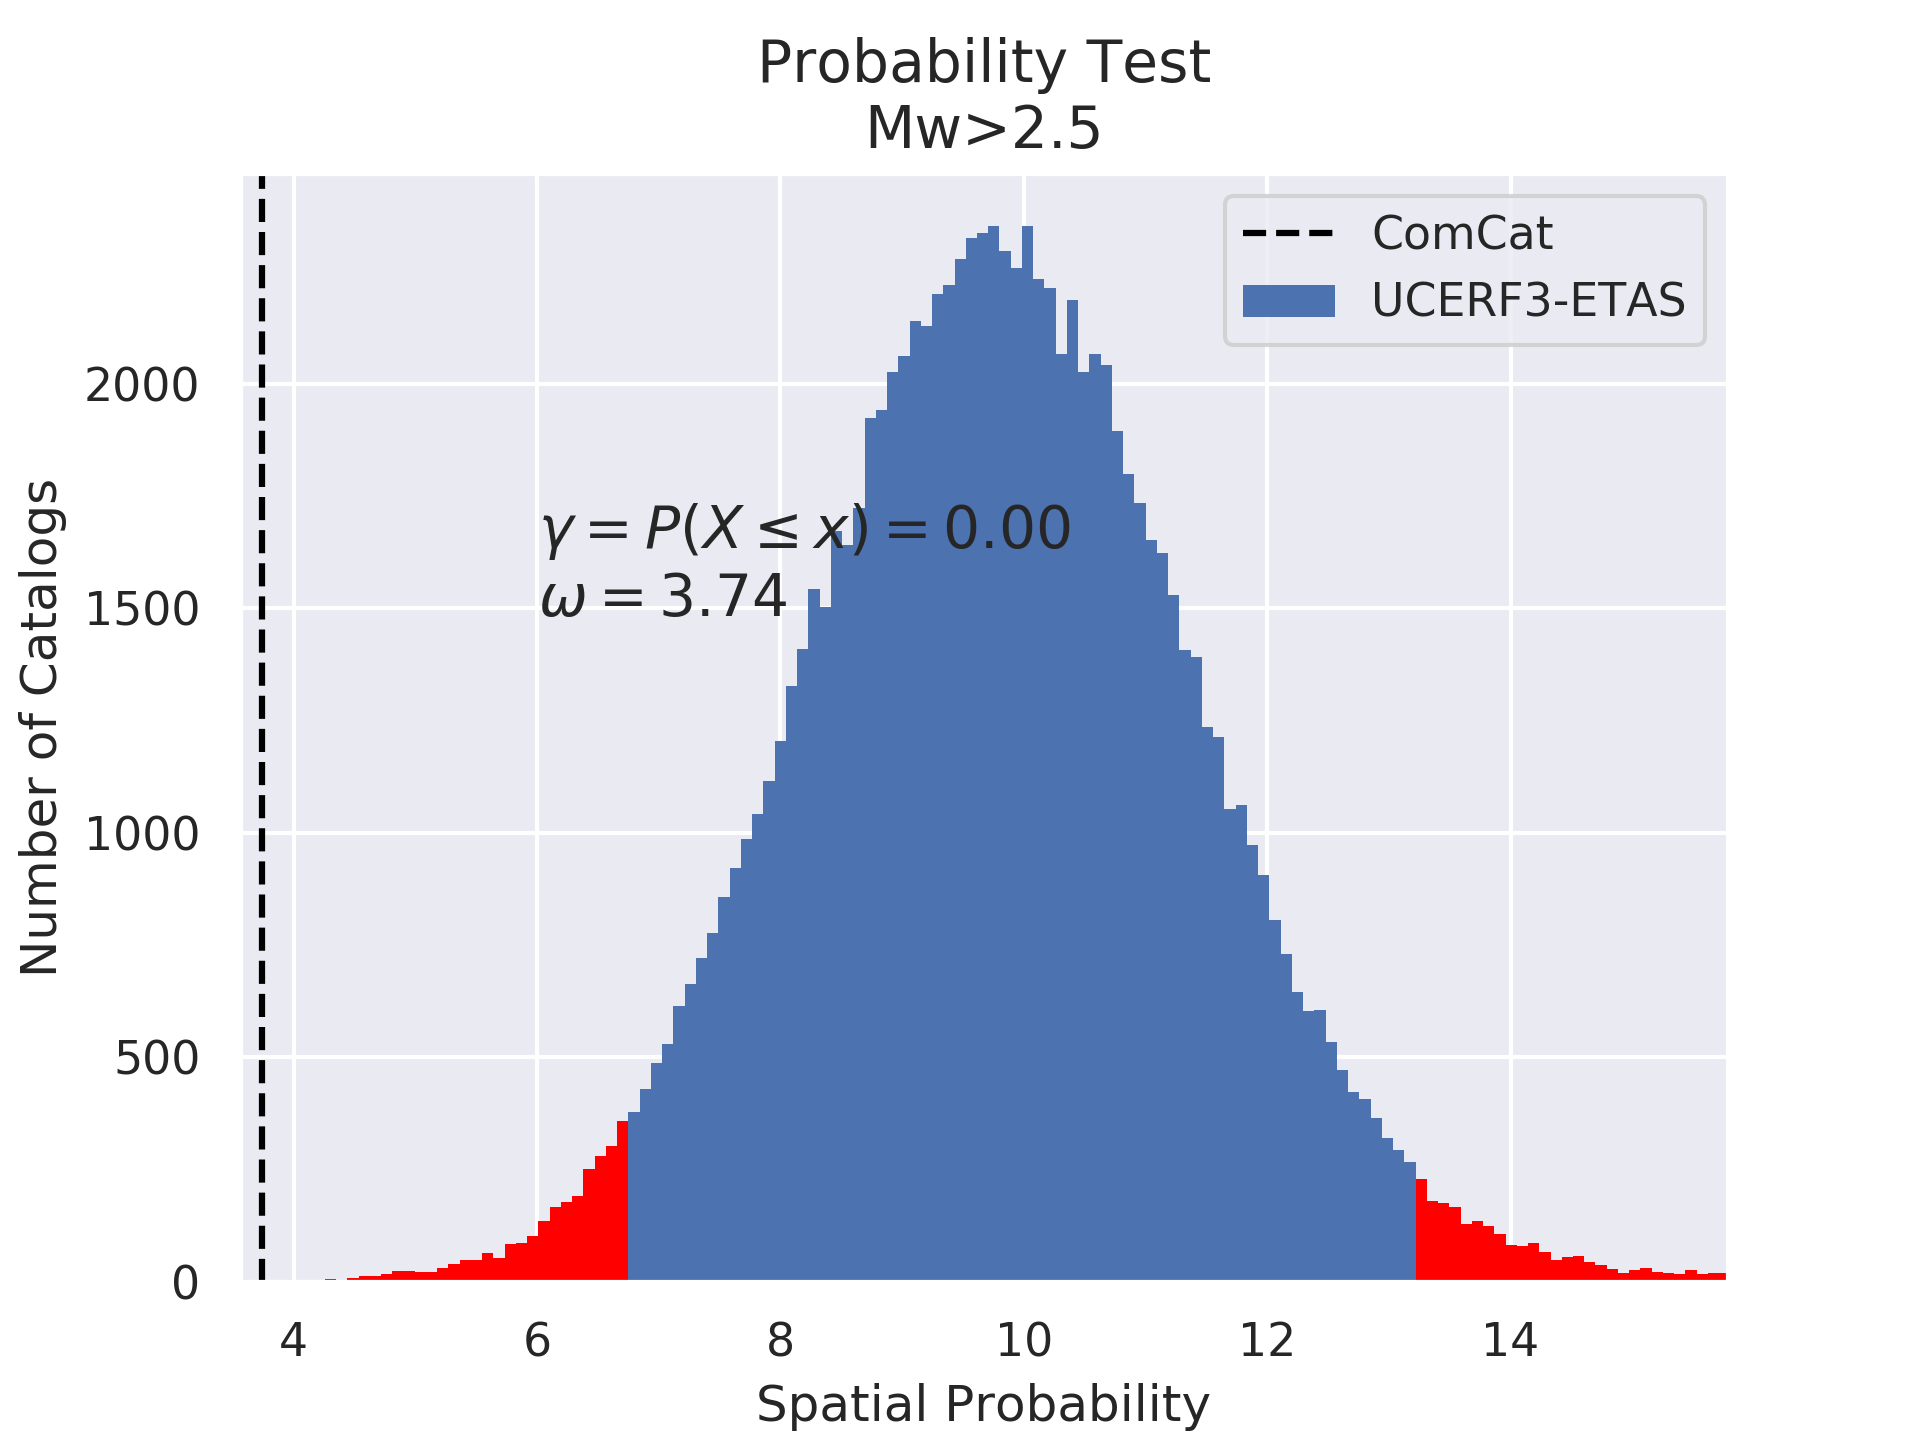 Probability Test
Mw>2.5
ComCat
UCERF3-ETAS
γ = P(X ≤ x) = 0.00
ω = 3.74
Number of Catalogs
2000
1500
1000
500
0
4 6 8 10 12 14
Spatial Probability